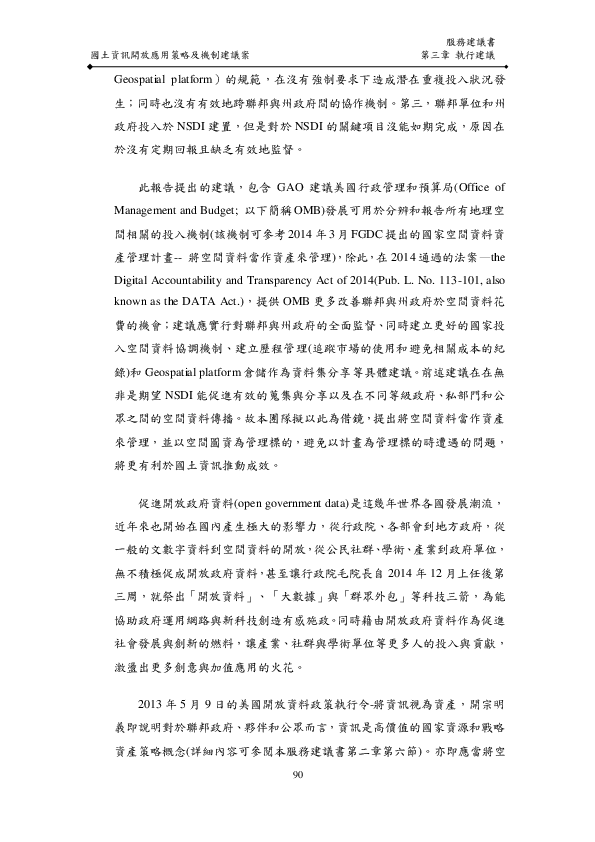 服務建議書
國土資訊開放應用策略及機制建議案 第三章 執行建議
Geospatial platform）的規範，在沒有強制要求下造成潛在重複投入狀況發
生；同時也沒有有效地跨聯邦與州政府間的協作機制。第三，聯邦單位和州
政府投入於 NSDI 建置，但是對於 NSDI 的關鍵項目沒能如期完成，原因在
於沒有定期回報且缺乏有效地監督。
此報告提出的建議，包含 GAO 建議美國行政管理和預算局(Office of
Management and Budget; 以下簡稱 OMB)發展可用於分辨和報告所有地理空
間相關的投入機制(該機制可參考 2014 年 3 月 FGDC 提出的國家空間資料資
產管理計畫-- 將空間資料當作資產來管理)，除此，在 2014 通過的法案—the
Digital Accountability and Transparency Act of 2014(Pub. L. No. 113-101, also
known as the DATA Act.)，提供 OMB 更多改善聯邦與州政府於空間資料花
費的機會；建議應實行對聯邦與州政府的全面監督、同時建立更好的國家投
入空間資料協調機制、建立歷程管理(追蹤市場的使用和避免相關成本的紀
錄)和 Geospatial platform 倉儲作為資料集分享等具體建議。前述建議在在無
非是期望 NSDI 能促進有效的蒐集與分享以及在不同等級政府、私部門和公
眾之間的空間資料傳播。故本團隊擬以此為借鏡，提出將空間資料當作資產
來管理，並以空間圖資為管理標的，避免以計畫為管理標的時遭遇的問題，
將更有利於國土資訊推動成效。
促進開放政府資料(open government data)是這幾年世界各國發展潮流，
近年來也開始在國內產生極大的影響力，從行政院、各部會到地方政府，從
一般的文數字資料到空間資料的開放，從公民社群、學術、產業到政府單位，
無不積極促成開放政府資料，甚至讓行政院毛院長自 2014 年 12 月上任後第
三周，就祭出「開放資料」、「大數據」與「群眾外包」等科技三箭，為能
協助政府運用網路與新科技創造有感施政。同時藉由開放政府資料作為促進
社會發展與創新的燃料，讓產業、社群與學術單位等更多人的投入與貢獻，
激盪出更多創意與加值應用的火花。
2013 年 5 月 9 日的美國開放資料政策執行令-將資訊視為資產，開宗明
義即說明對於聯邦政府、夥伴和公眾而言，資訊是高價值的國家資源和戰略
資產策略概念(詳細內容可參閱本服務建議書第二章第六節)。亦即應當將空
90